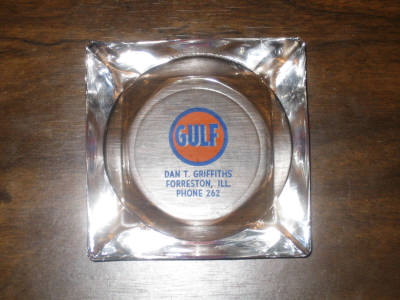 GULF
DAN T. GRIFFITHS
FORRESTON, ILL.
PHONE 262